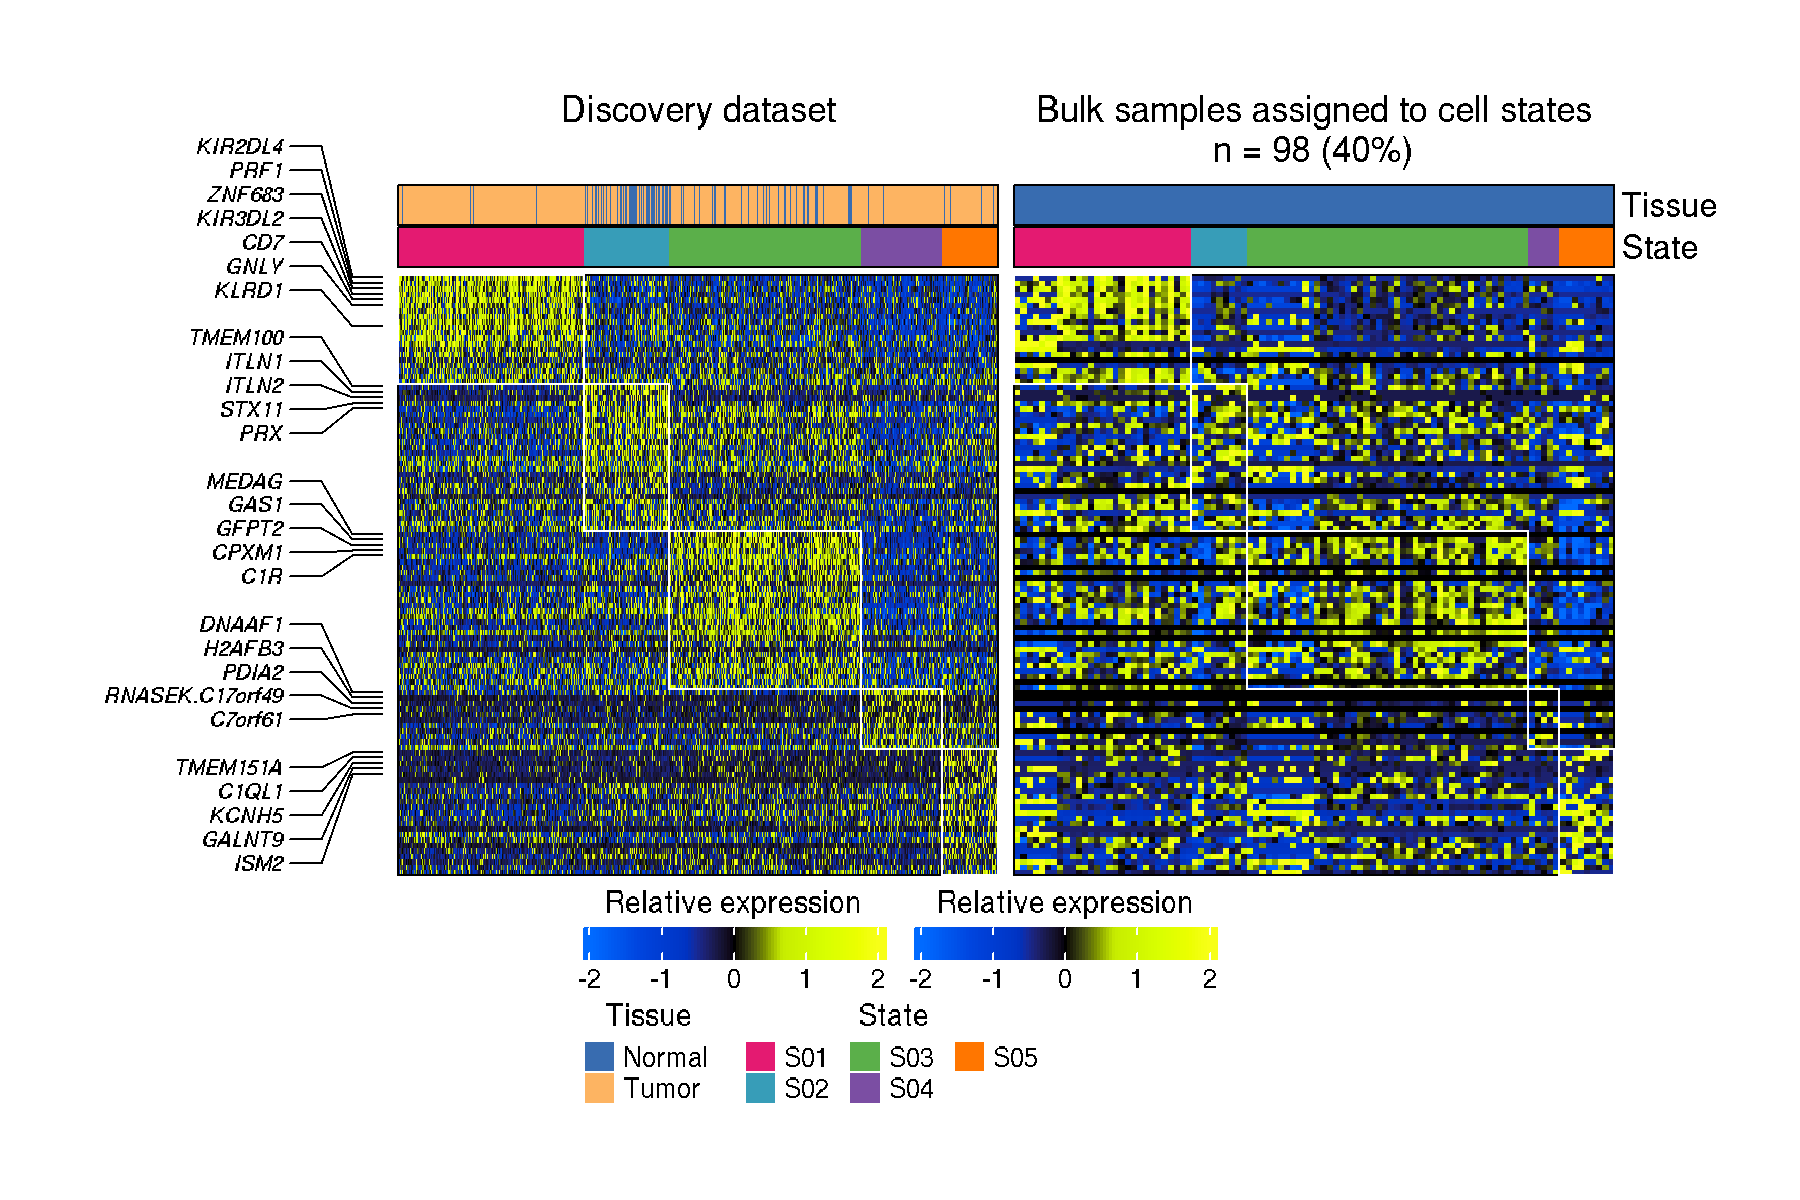 Discovery dataset
Bulk samples assigned to cell states
n = 98 (40%)
KIR2DL4
PRF1
ZNF683
KIR3DL2
CD7
GNLY
KLRD1
TMEM100
ITLN1
ITLN2
STX11
PRX
MEDAG
GAS1
GFPT2
CPXM1
C1R
DNAAF1
H2AFB3
PDIA2
RNASEK.C17orf49
C7orf61
TMEM151A
C1QL1
KCNH5
GALNT9
ISM2
Tissue
State
Relative expression
-2 -1 0 1 2
Relative expression
-2 -1 0 1 2
Tissue
Normal
Tumor
State
S01 S03 S05
S02 S04